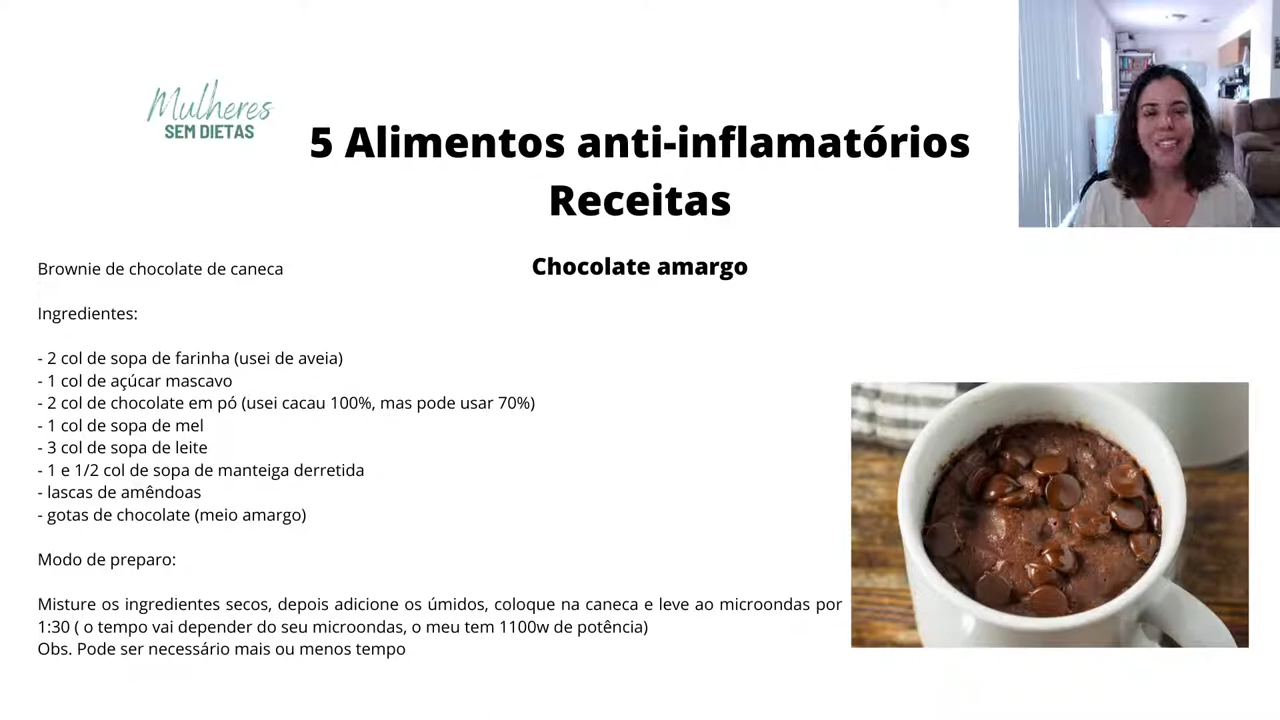 Mulheres
SEM DIETAS
5 Alimentos anti-inflamatórios
Receitas
Chocolate amargo
Brownie de chocolate de caneca
Ingredientes:
- 2 col de sopa de farinha (usei de aveia)
- 1 col de açúcar mascavo
- 2 col de chocolate em pó (usei cacau 100%, mas pode usar 70%)
- 1 col de sopa de mel
- 3 col de sopa de leite
- 1 e 1/2 col de sopa de manteiga derretida
- lascas de amêndoas
- gotas de chocolate (meio amargo)
Modo de preparo:
Misture os ingredientes secos, depois adicione os úmidos, coloque na caneca e leve ao microondas por
1:30 ( o tempo vai depender do seu microondas, o meu tem 1100w de potência)
Obs. Pode ser necessário mais ou menos tempo